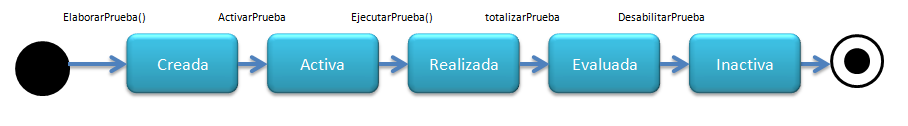 ElaborarPrueba()
ActivarPrueba
EjecutarPrueba()
totalizarPrueba
DesabilitarPrueba
Creada
Activa
Realizada
Evaluada
Inactiva